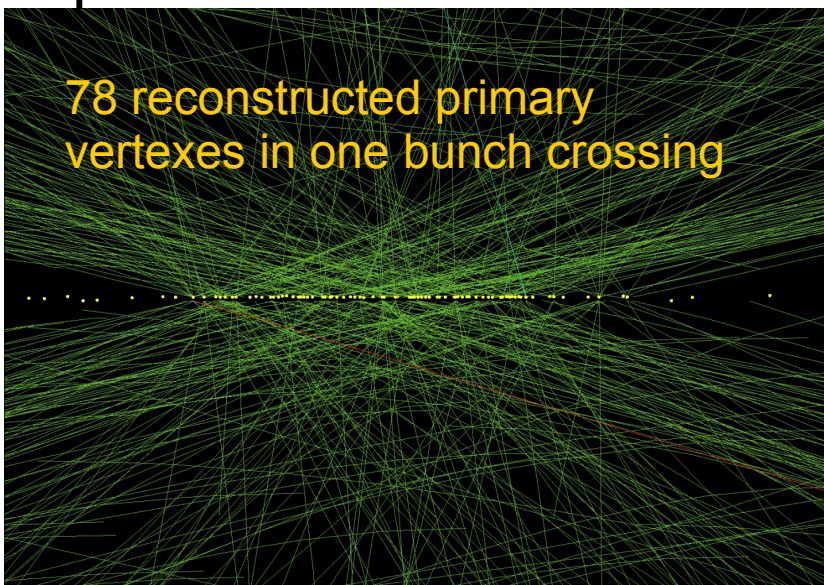 78 reconstructed primary
vertexes in one bunch crossing